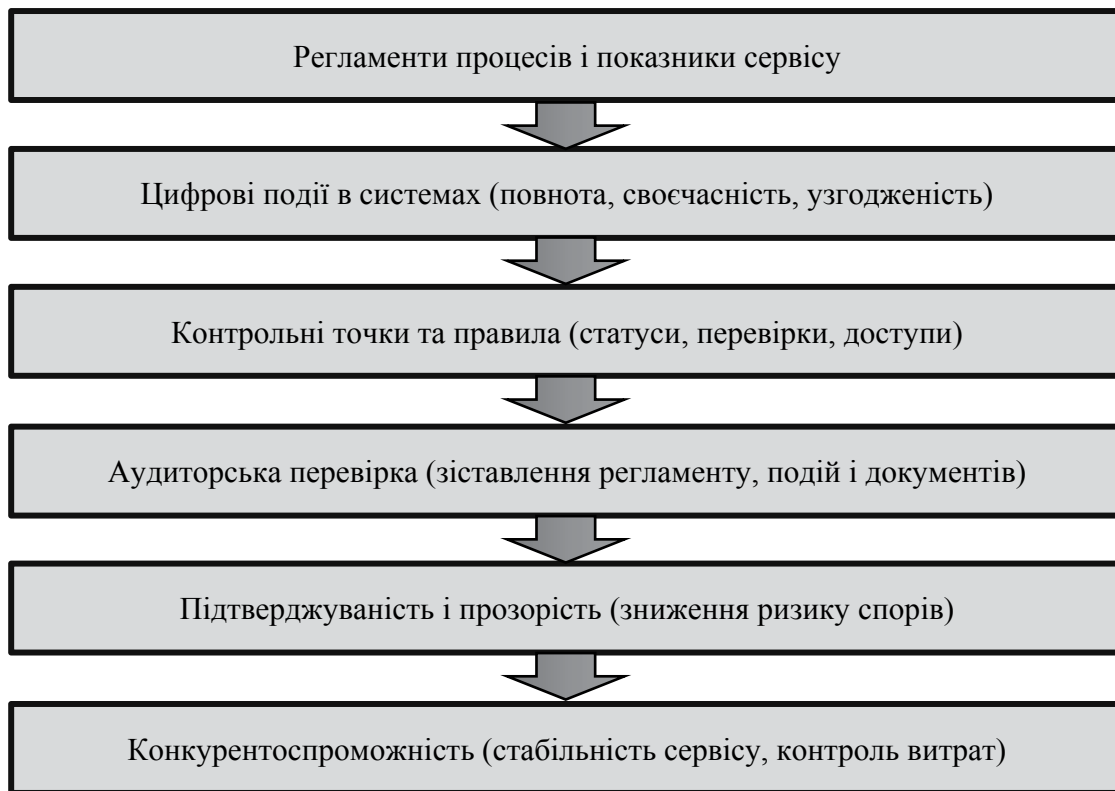 Регламенти процесів і показники сервісу
Цифрові події в системах (повнота, своєчасність, узгодженість)
Контрольні точки та правила (статуси, перевірки, доступи)
Аудиторська перевірка (зіставлення регламенту, подій і документів)
Підтверджуваність і прозорість (зниження ризику спорів)
Конкурентоспроможність (стабільність сервісу, контроль витрат)